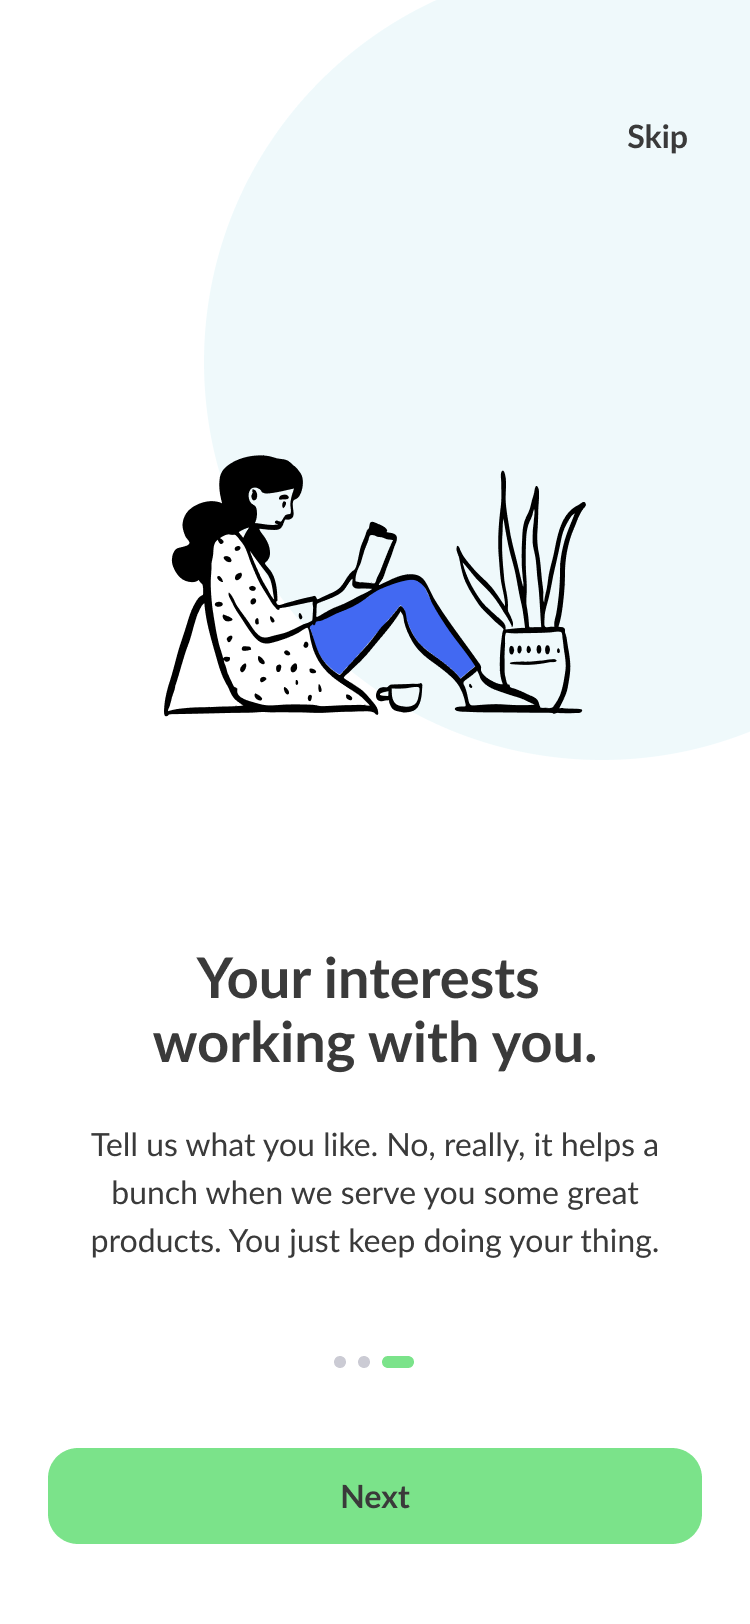 Skip
Your interests
working with you.
Tell us what you like. No, really, it helps a
bunch when we serve you some great
products. You just keep doing your thing.
Next